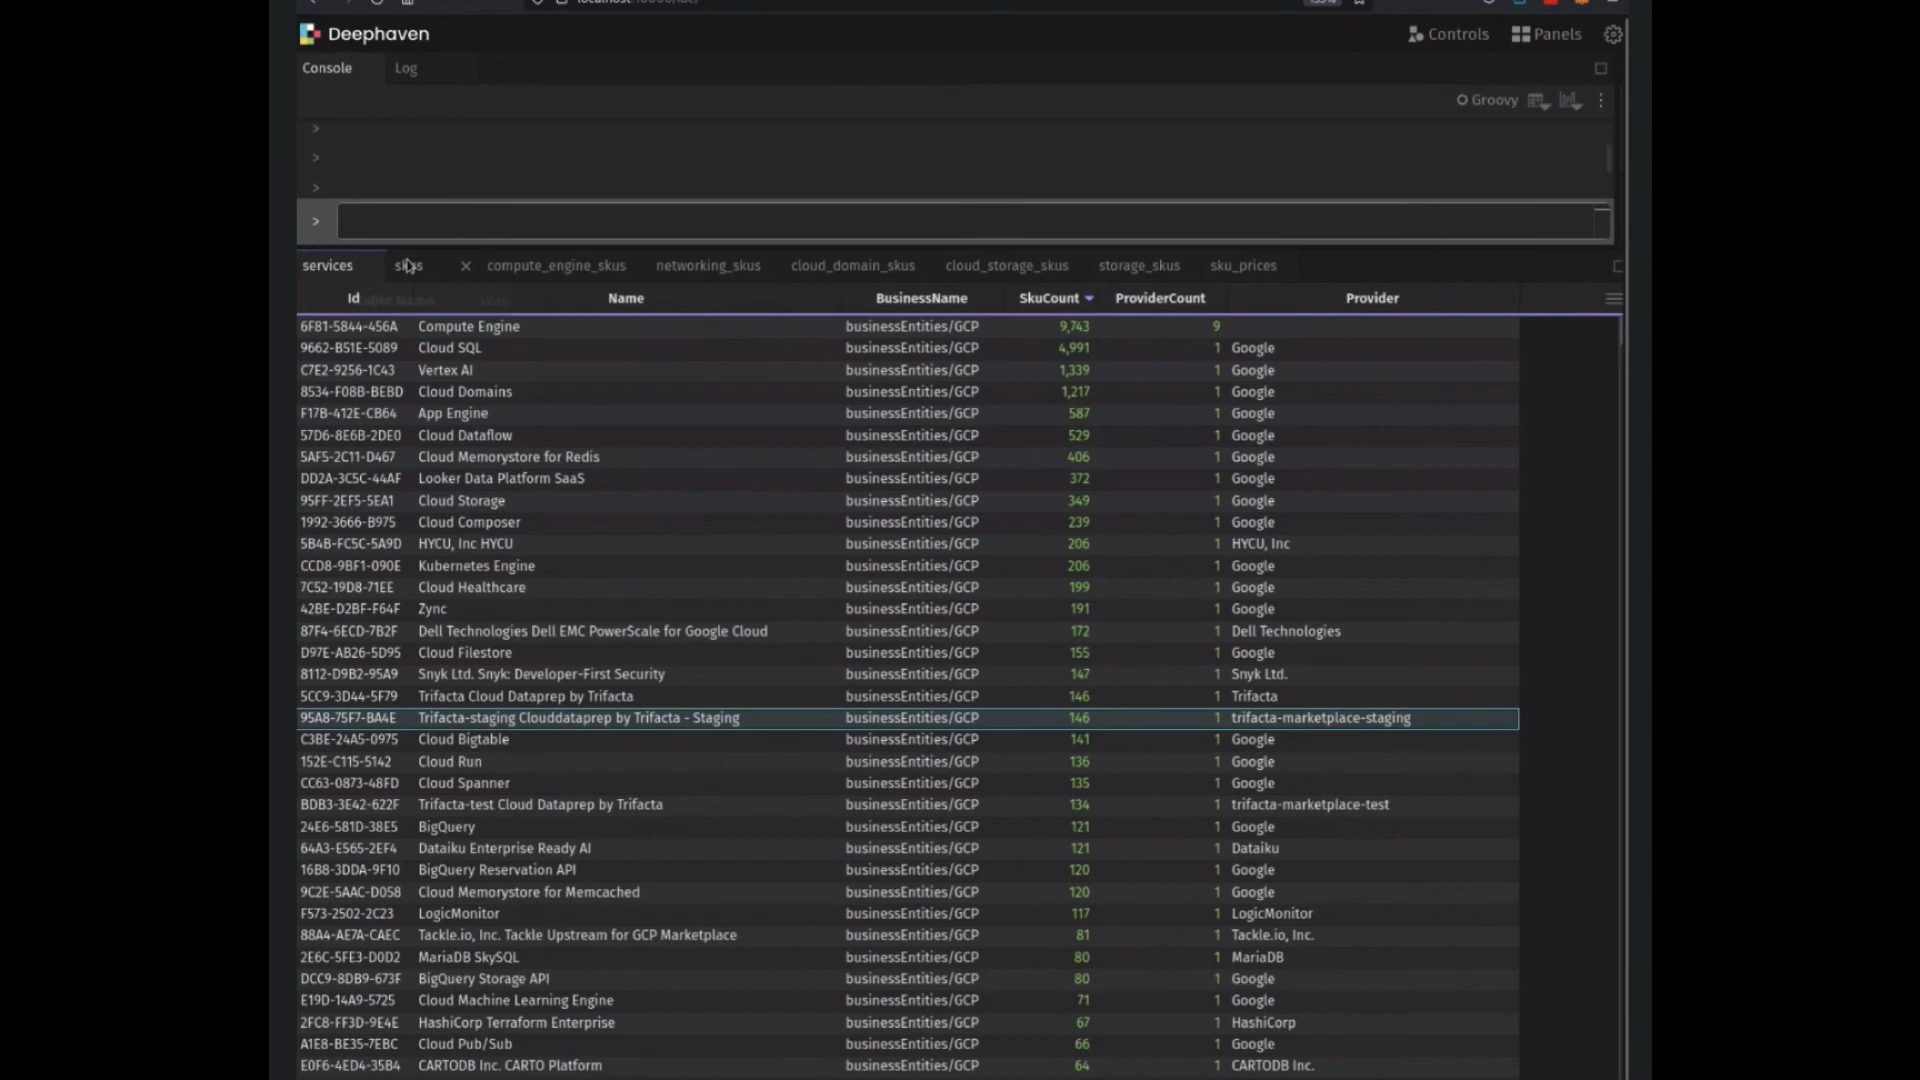 Deephaven
Controls
Panels
Console
Log
Groovy
>
>
>
>
services
skus
compute_engine_skus
networking_skus
cloud_domain_skus
cloud_storage_skus
storage_skus
sku_prices
Id Name BusinessName SkuCount ProviderCount Provider
6F81-5844-456A Compute Engine businessEntities/GCP 9,743 9
9662-B51E-5089 Cloud SQL businessEntities/GCP 4,991 1 Google
C7E2-9256-1C43 Vertex AI businessEntities/GCP 1,339 1 Google
8534-F08B-BEBD Cloud Domains businessEntities/GCP 1,217 1 Google
F17B-412E-CB64 App Engine businessEntities/GCP 587 1 Google
57D6-8E6B-2DE0 Cloud Dataflow businessEntities/GCP 529 1 Google
5AF5-2C11-D467 Cloud Memorystore for Redis businessEntities/GCP 406 1 Google
DD2A-3C5C-44AF Looker Data Platform SaaS businessEntities/GCP 372 1 Google
95FF-2EF5-5EA1 Cloud Storage businessEntities/GCP 349 1 Google
1992-3666-B975 Cloud Composer businessEntities/GCP 239 1 Google
5B4B-FC5C-5A9D HYCU, Inc HYCU businessEntities/GCP 206 1 HYCU, Inc
CCD8-9BF1-090E Kubernetes Engine businessEntities/GCP 206 1 Google
7C52-19D8-71EE Cloud Healthcare businessEntities/GCP 199 1 Google
42BE-D2BF-F64F Zync businessEntities/GCP 191 1 Google
87F4-6ECD-7B2F Dell Technologies Dell EMC PowerScale for Google Cloud businessEntities/GCP 172 1 Dell Technologies
D97E-AB26-5D95 Cloud Filestore businessEntities/GCP 155 1 Google
8112-D9B2-95A9 Snyk Ltd. Snyk: Developer-First Security businessEntities/GCP 147 1 Snyk Ltd.
5CC9-3D44-5F79 Trifacta Cloud Dataprep by Trifacta businessEntities/GCP 146 1 Trifacta
95A8-75F7-BA4E Trifacta-staging Clouddataprep by Trifacta - Staging businessEntities/GCP 146 1 trifacta-marketplace-staging
C3BE-24A5-0975 Cloud Bigtable businessEntities/GCP 141 1 Google
152E-C115-5142 Cloud Run businessEntities/GCP 136 1 Google
CC63-0873-48FD Cloud Spanner businessEntities/GCP 135 1 Google
BDB3-3E42-622F Trifacta-test Cloud Dataprep by Trifacta businessEntities/GCP 134 1 trifacta-marketplace-test
24E6-581D-38E5 BigQuery businessEntities/GCP 121 1 Google
64A3-E565-2EF4 Dataiku Enterprise Ready AI businessEntities/GCP 121 1 Dataiku
16B8-3DDA-9F10 BigQuery Reservation API businessEntities/GCP 120 1 Google
9C2E-5AAC-D058 Cloud Memorystore for Memcached businessEntities/GCP 120 1 Google
F573-2502-2C23 LogicMonitor businessEntities/GCP 117 1 LogicMonitor
88A4-AE7A-CAEC Tackle.io, Inc. Tackle Upstream for GCP Marketplace businessEntities/GCP 81 1 Tackle.io, Inc.
2E6C-5FE3-D0D2 MariaDB SkySQL businessEntities/GCP 80 1 MariaDB
DCC9-8DB9-673F BigQuery Storage API businessEntities/GCP 80 1 Google
E19D-14A9-5725 Cloud Machine Learning Engine businessEntities/GCP 71 1 Google
2FC8-FF3D-9E4E HashiCorp Terraform Enterprise businessEntities/GCP 67 1 HashiCorp
A1E8-BE35-7EBC Cloud Pub/Sub businessEntities/GCP 66 1 Google
E0F6-4ED4-35B4 CARTODB Inc. CARTO Platform businessEntities/GCP 64 1 CARTODB Inc.